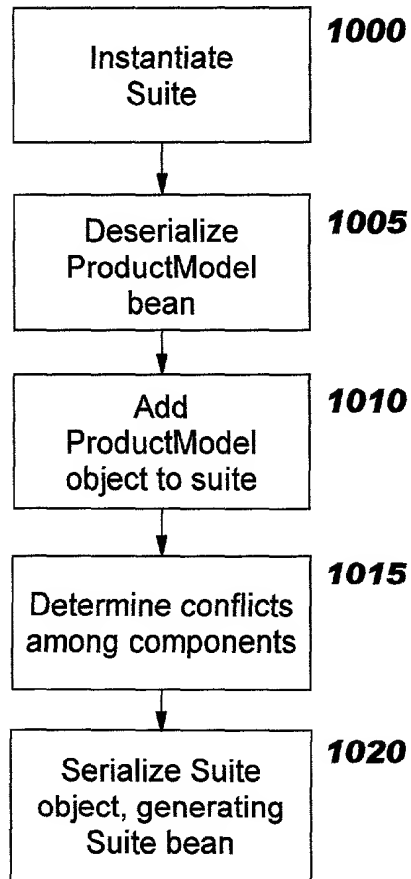 1000
Instantiate
Suite
1005
Deserialize
ProductModel
bean
1010
Add
ProductModel
object to suite
1015
Determine conflicts
among components
1020
Serialize Suite
object, generating
Suite bean